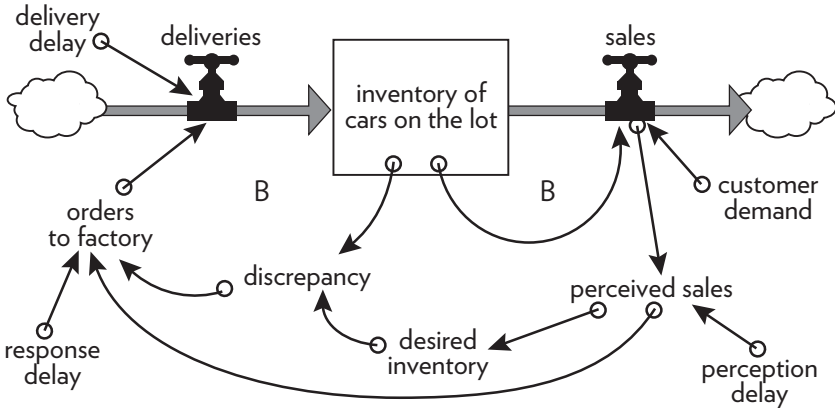 delivery
delay
deliveries
sales
inventory of
cars on the lot
B
B
customer
demand
orders
to factory
discrepancy
perceived sales
desired
inventory
response
delay
perception
delay